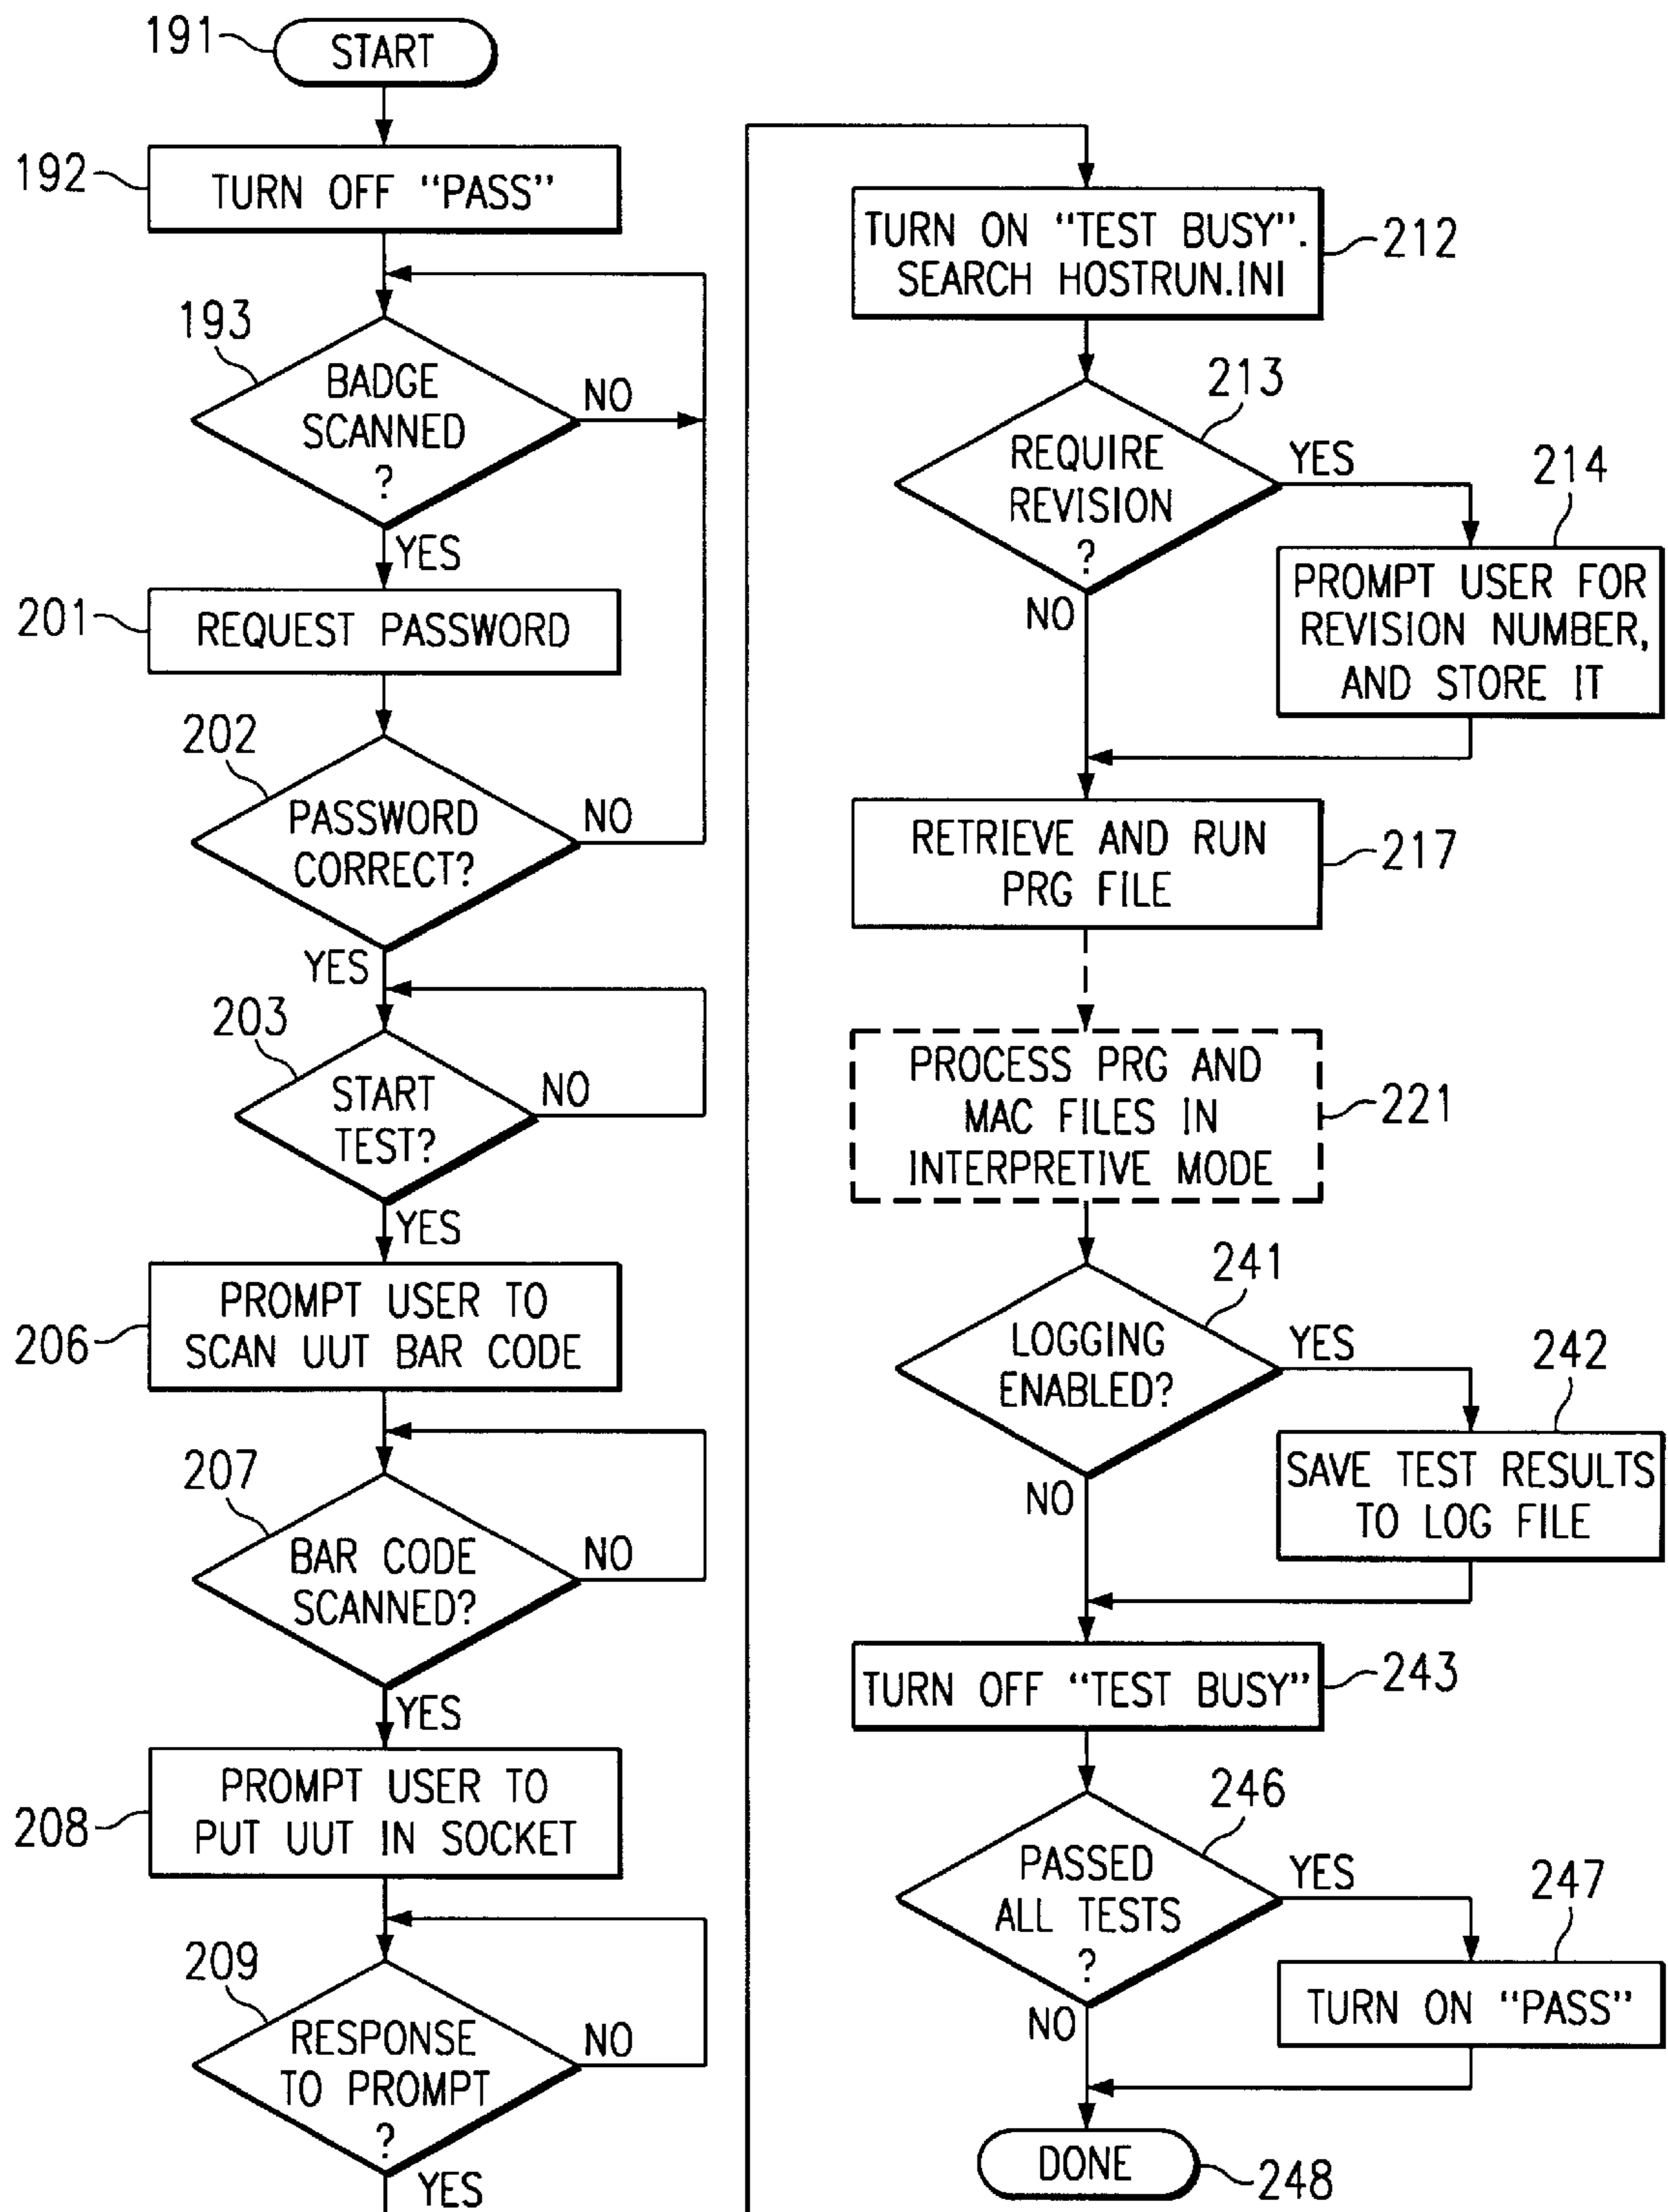 191
START
192
TURN OFF "PASS"
193
BADGE
SCANNED
?
NO
YES
201
REQUEST PASSWORD
202
PASSWORD
CORRECT?
NO
YES
203
START
TEST?
NO
YES
206
PROMPT USER TO
SCAN UUT BAR CODE
207
BAR CODE
SCANNED?
NO
YES
208
PROMPT USER TO
PUT UUT IN SOCKET
209
RESPONSE
TO PROMPT
?
NO
YES
TURN ON "TEST BUSY".
SEARCH HOSTRUN.INI
212
213
REQUIRE
REVISION
?
YES
NO
214
PROMPT USER FOR
REVISION NUMBER,
AND STORE IT
RETRIEVE AND RUN
PRG FILE
217
PROCESS PRG AND
MAC FILES IN
INTERPRETIVE MODE
221
241
LOGGING
ENABLED?
YES
NO
242
SAVE TEST RESULTS
TO LOG FILE
TURN OFF "TEST BUSY"
243
246
PASSED
ALL TESTS
?
YES
NO
247
TURN ON "PASS"
DONE
248